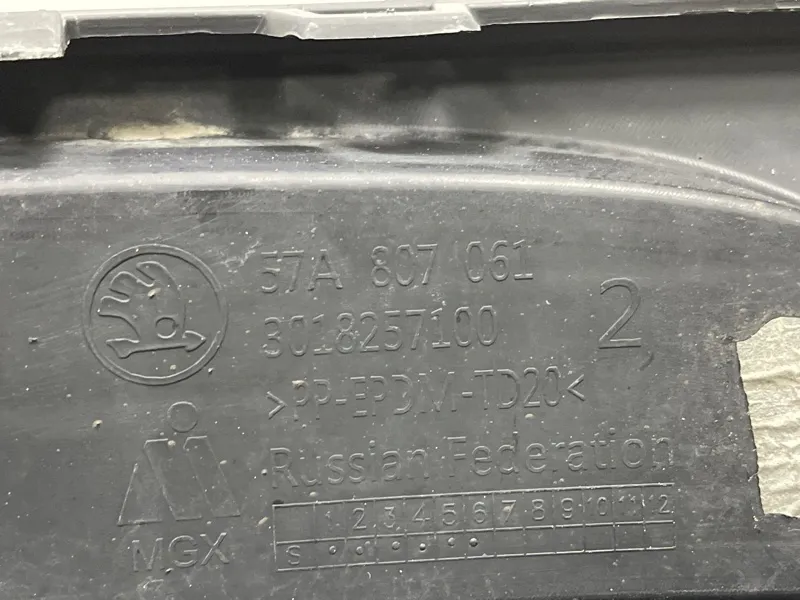 57A 807 061
3018257100
2
>PP-EPDM-TD20<
Russian Federation
MGX
1 2 3 4 5 6 7 8 9 10 11 12
S